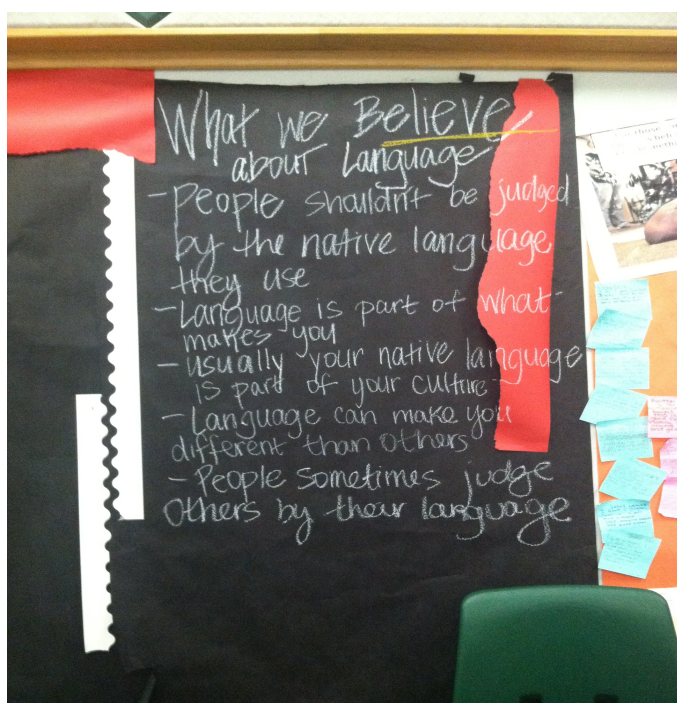 What we Believe
about Language
- People shouldn't be judged
by the native language
they use
- Language is part of what
makes you
- usually your native language
is part of your culture
- Language can make you
different than others
- People sometimes judge
others by their language